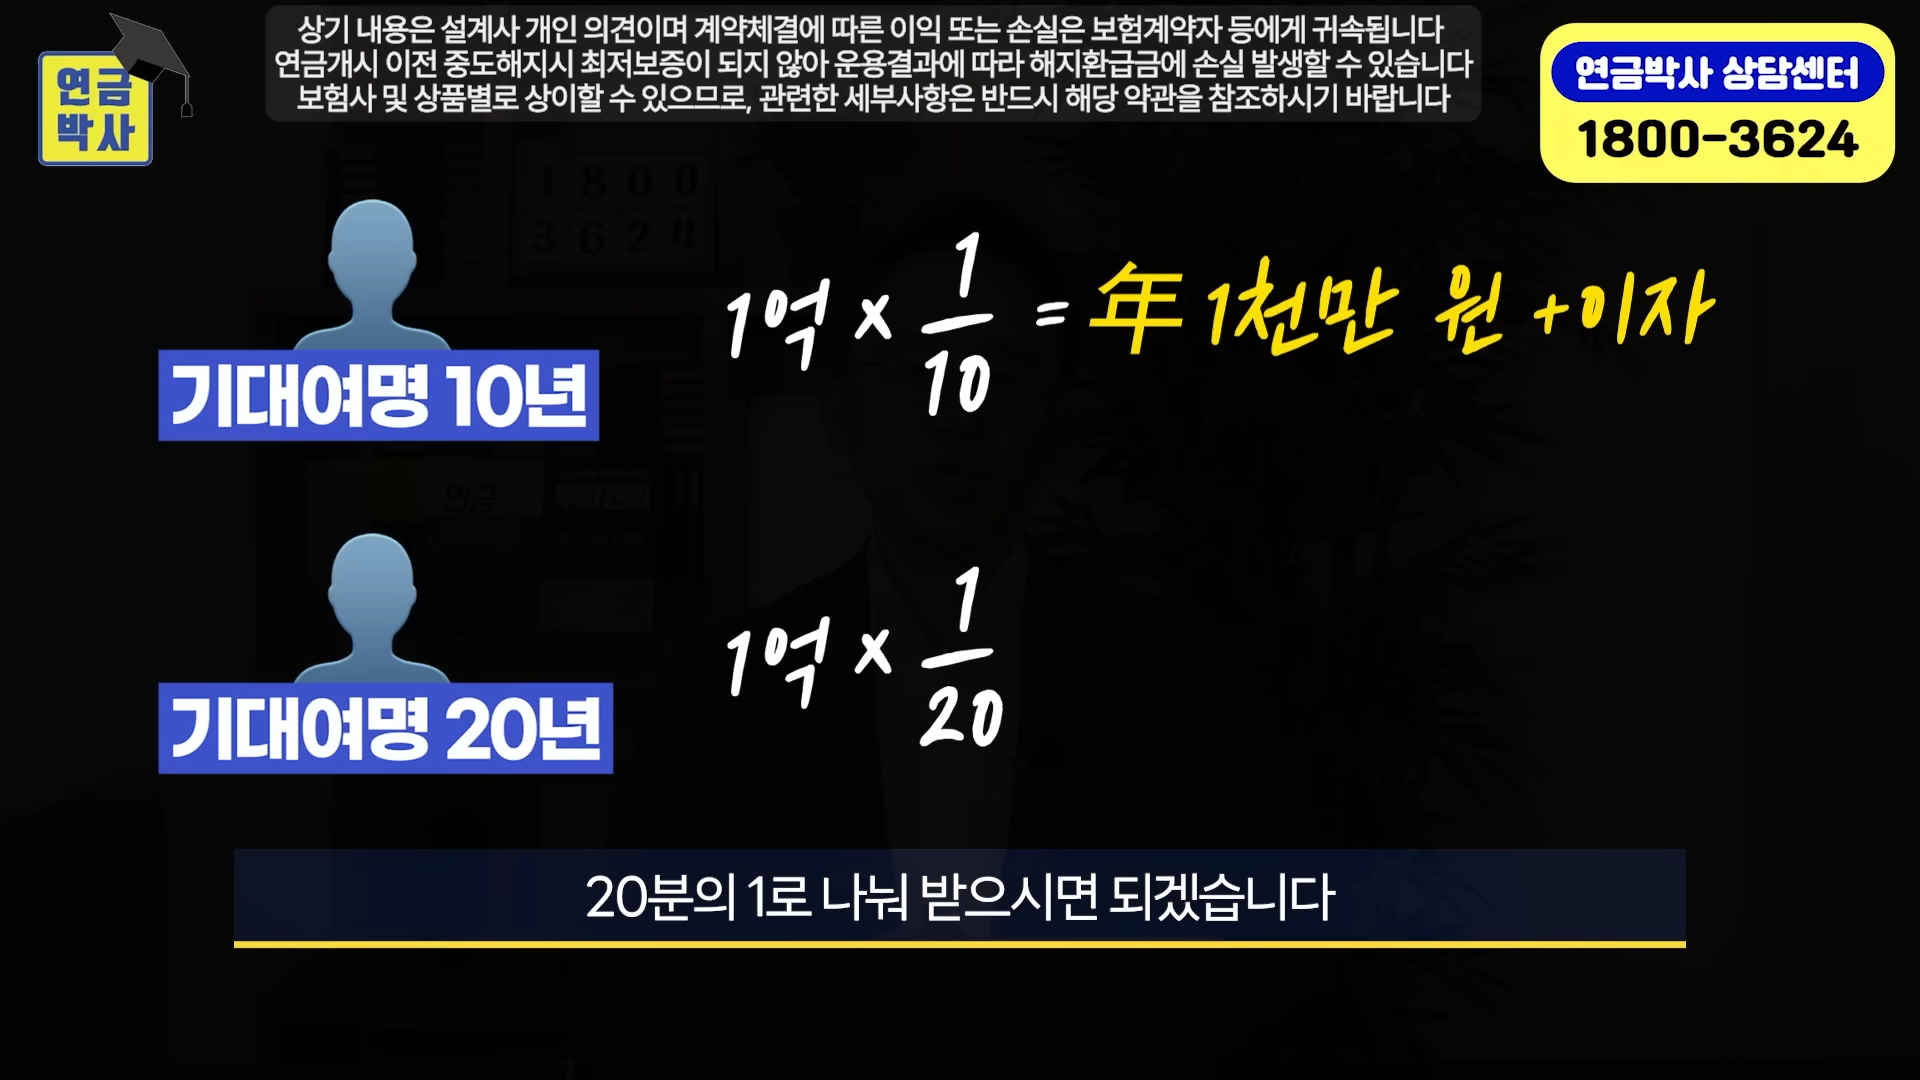 연금
박사
상기 내용은 설계사 개인 의견이며 계약체결에 따른 이익 또는 손실은 보험계약자 등에게 귀속됩니다
연금개시 이전 중도해지시 최저보증이 되지 않아 운용결과에 따라 해지환급금에 손실 발생할 수 있습니다
보험사 및 상품별로 상이할 수 있으므로, 관련한 세부사항은 반드시 해당 약관을 참조하시기 바랍니다
연금박사 상담센터
1800-3624
1800
3624
기대여명 10년
1억 × 1/10 = 年 1천만 원 + 이자
연금
기대여명 20년
1억 × 1/20
20분의 1로 나눠 받으시면 되겠습니다